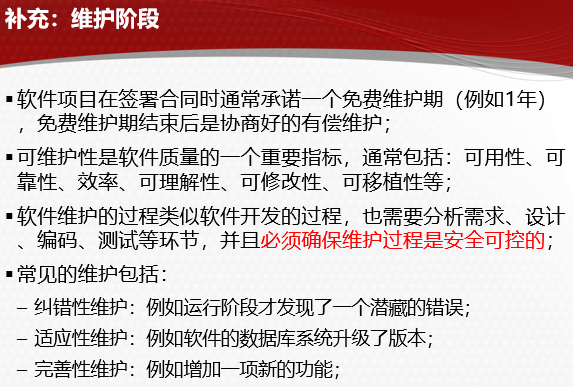 补充：维护阶段
▪软件项目在签署合同时通常承诺一个免费维护期（例如1年）
，免费维护期结束后是协商好的有偿维护；
▪可维护性是软件质量的一个重要指标，通常包括：可用性、可
靠性、效率、可理解性、可修改性、可移植性等；
▪软件维护的过程类似软件开发的过程，也需要分析需求、设计
、编码、测试等环节，并且必须确保维护过程是安全可控的；
▪常见的维护包括：
– 纠错性维护：例如运行阶段才发现了一个潜藏的错误；
– 适应性维护：例如软件的数据库系统升级了版本；
– 完善性维护：例如增加一项新的功能；